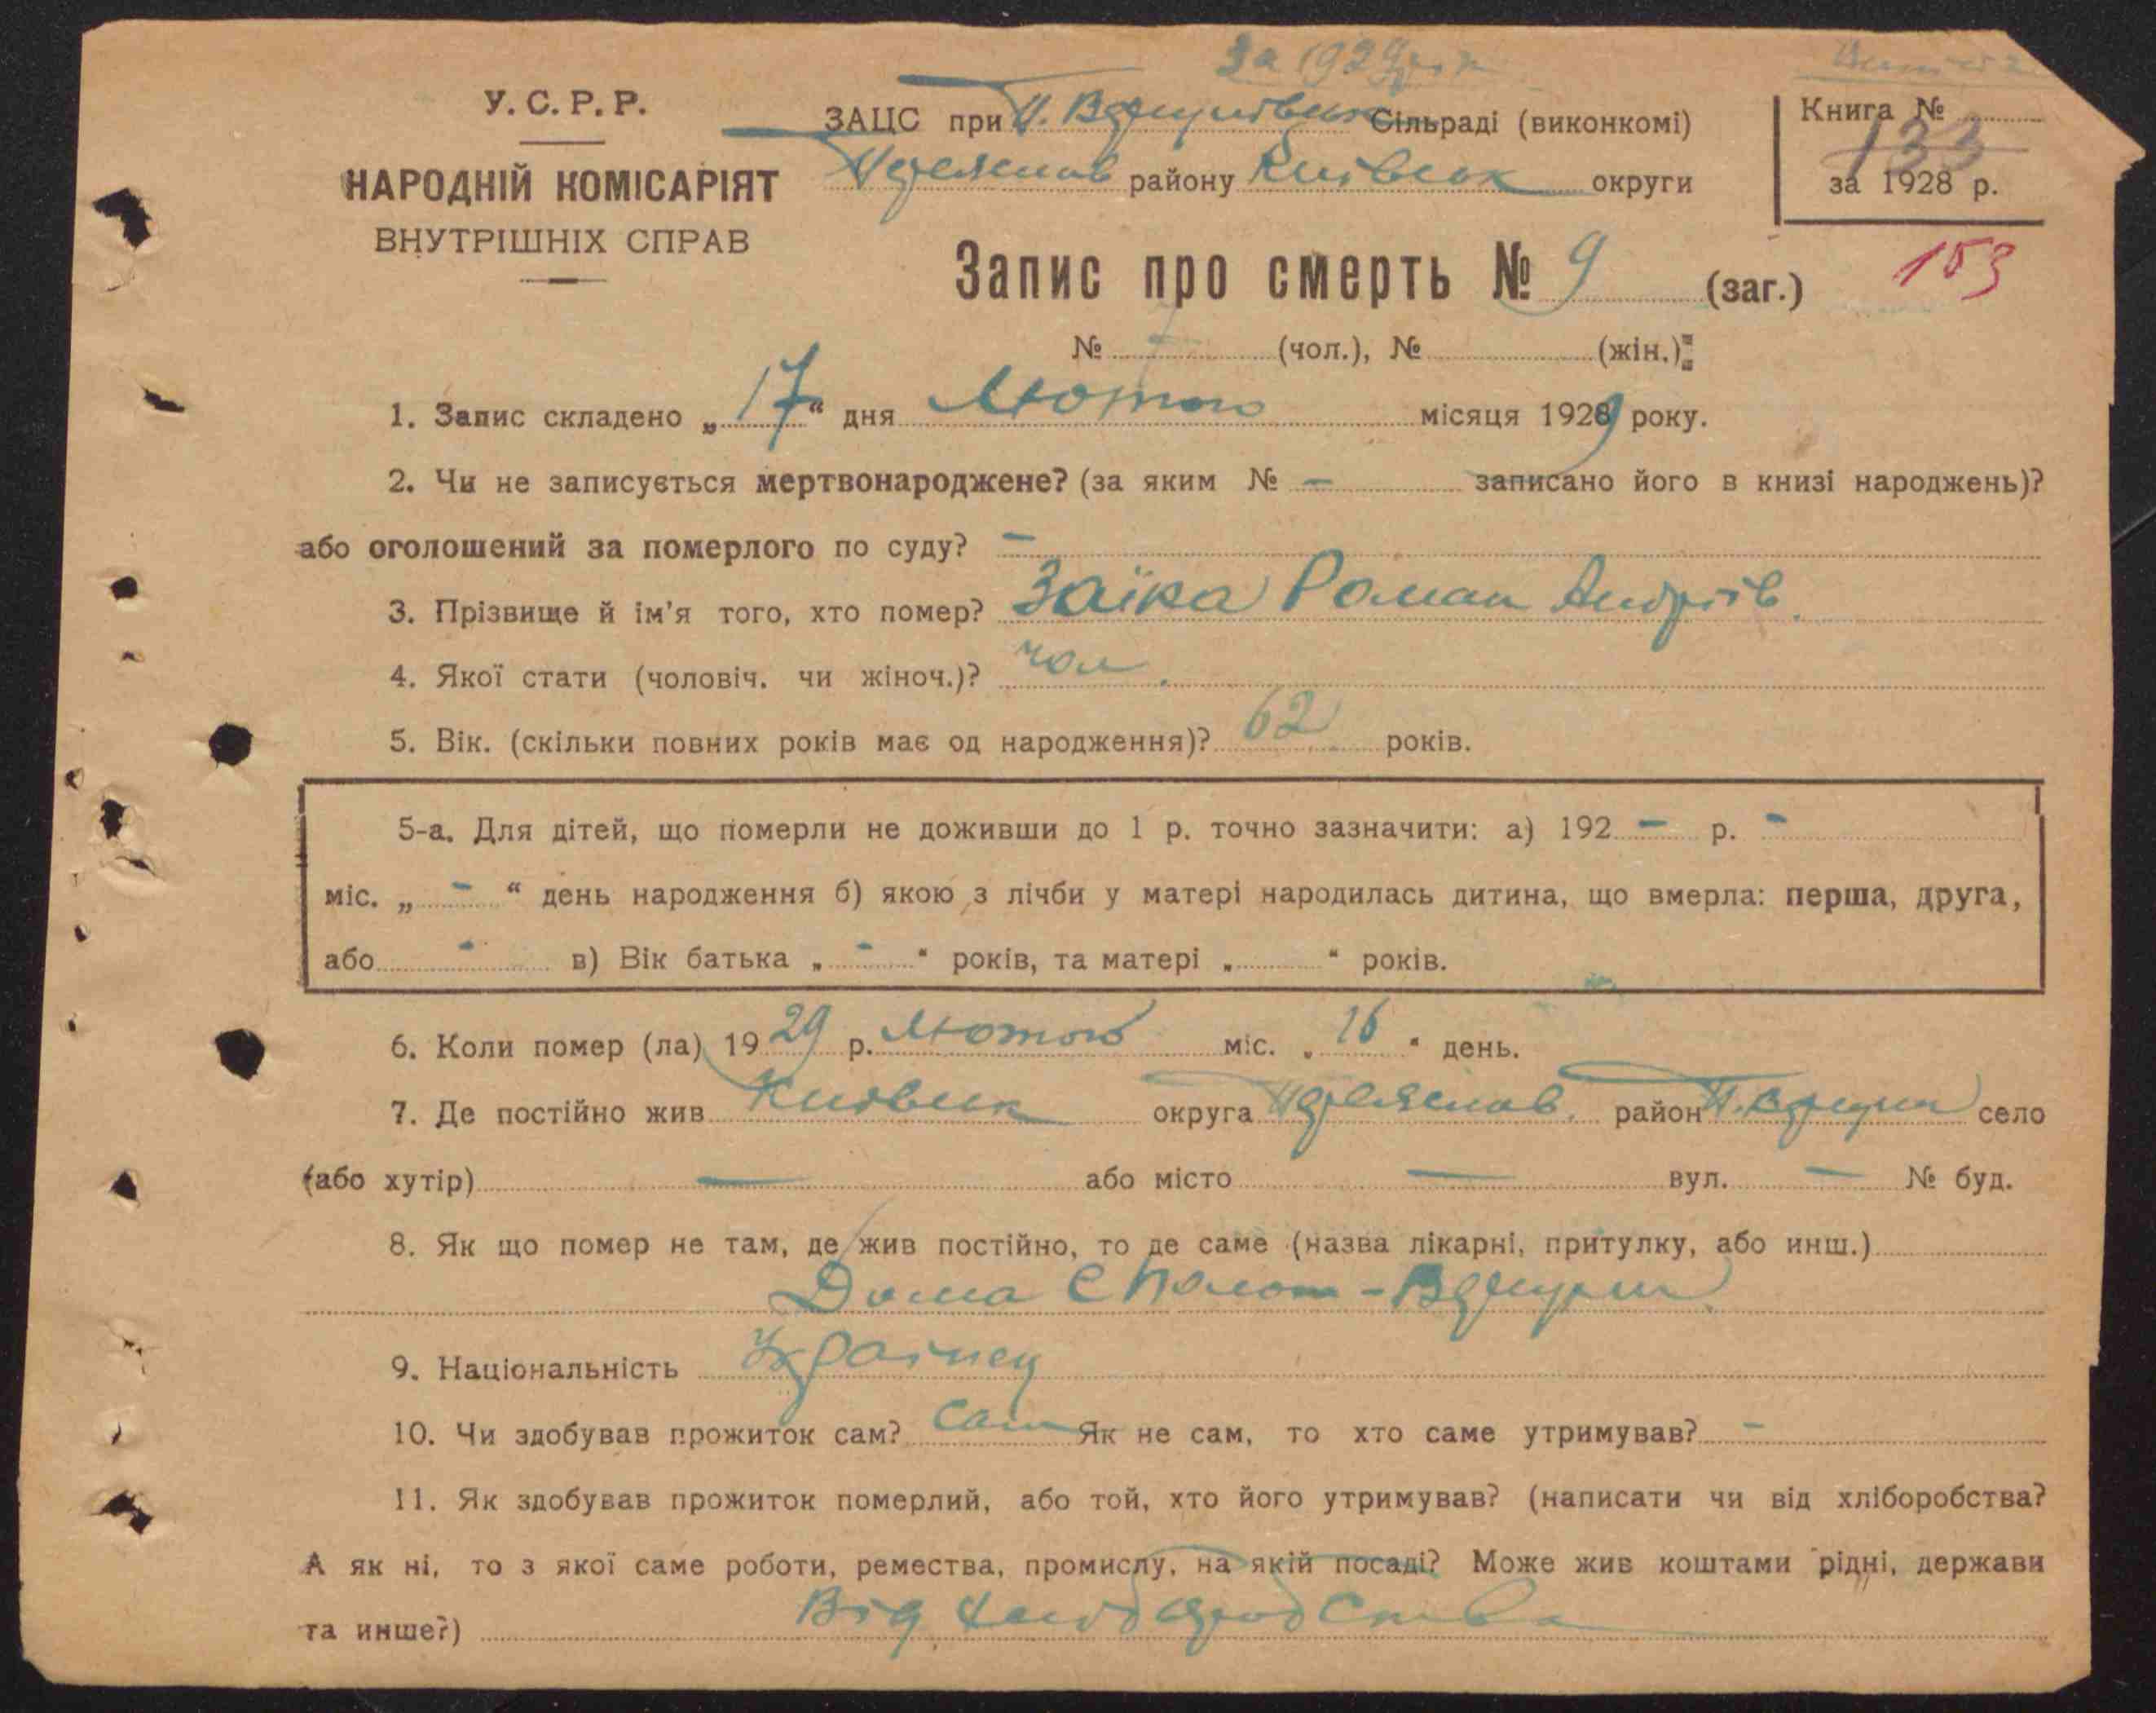 За 1929 рік
У.С.Р.Р.
НАРОДНІЙ КОМІСАРІЯТ
ВНУТРІШНІХ СПРАВ
ЗАЦС при Сільраді (виконкомі)
Переяслав району Київськ округи
Книга №
133
за 1928 р.
Запис про смерть № 9 (заг.)
153
№ 7 (чол.), № (жін.):
1. Запис складено „17“ дня Лютого місяця 1929 року.
2. Чи не записується мертвонароджене? (за яким № – записано його в книзі народжень)?
або оголошений за померлого по суду? –
3. Прізвище й ім'я того, хто помер? Заїка Роман Андріїв.
4. Якої стати (чоловіч. чи жіноч.)? чол.
5. Вік. (скільки повних років має од народження)? 62 років.
5-а. Для дітей, що померли не доживши до 1 р. точно зазначити: а) 192 – р. –
міс. „ – “ день народження б) якою з лічби у матері народилась дитина, що вмерла: перша, друга,
або – в) Вік батька „ – “ років, та матері „ “ років.
6. Коли помер (ла) 1929 р. Лютого міс. „16“ день.
7. Де постійно жив Київськ округа Переяслав. район село
(або хутір) — або місто — вул. — № буд.
8. Як що помер не там, де жив постійно, то де саме (назва лікарні, притулку, або инш.)
Дома с
9. Національність Українец
10. Чи здобував прожиток сам? Сам Як не сам, то хто саме утримував? –
11. Як здобував прожиток померлий, або той, хто його утримував? (написати чи від хліборобства?
А як ні, то з якої саме роботи, ремества, промислу, на якій посаді? Може жив коштами рідні, держави
та инше?) Від хліборобства